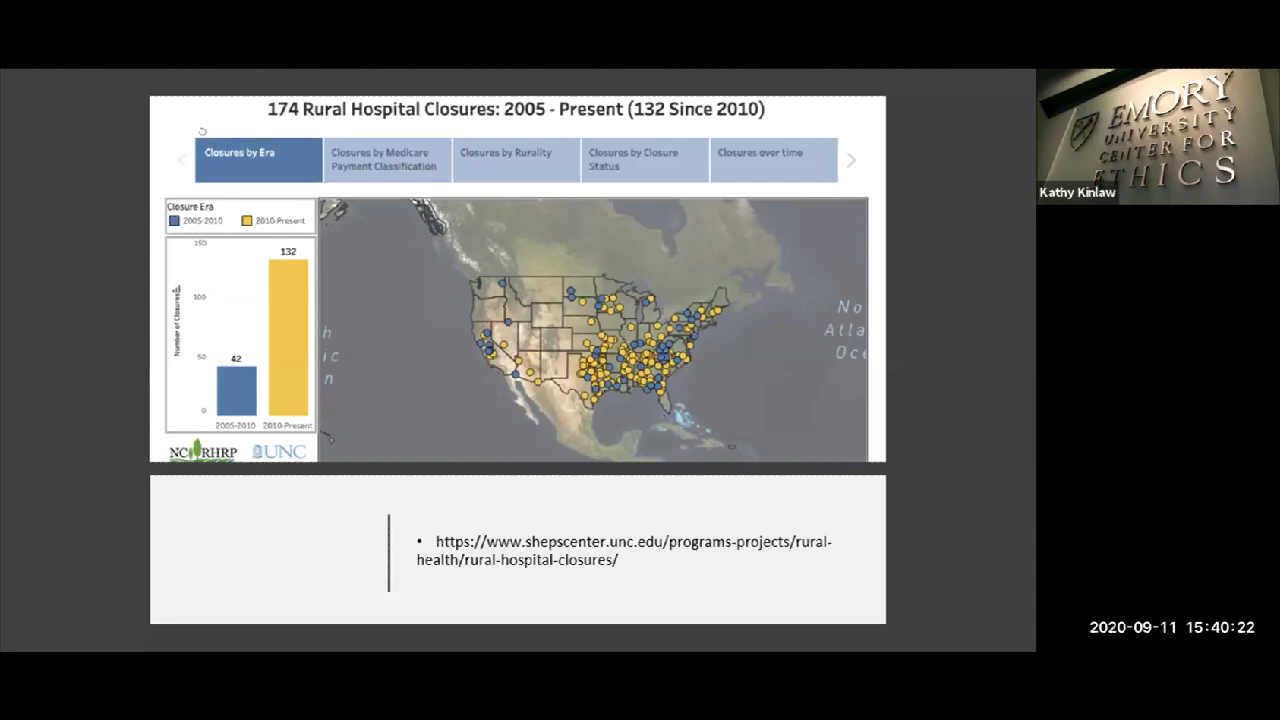 174 Rural Hospital Closures: 2005 - Present (132 Since 2010)
Closures by Era
Closures by Medicare
Payment Classification
Closures by Rurality
Closures by Closure
Status
Closures over time
Closure Era
2005-2010
2010-Present
Number of Closures
150
100
50
0
132
42
2005-2010
2010-Present
NC RHRP
UNC
h
ic
n
No
Atla
Oce
• https://www.shepscenter.unc.edu/programs-projects/rural-
health/rural-hospital-closures/
EMORY
UNIVERSITY
CENTER FOR
ETHICS
Kathy Kinlaw
2020-09-11 15:40:22